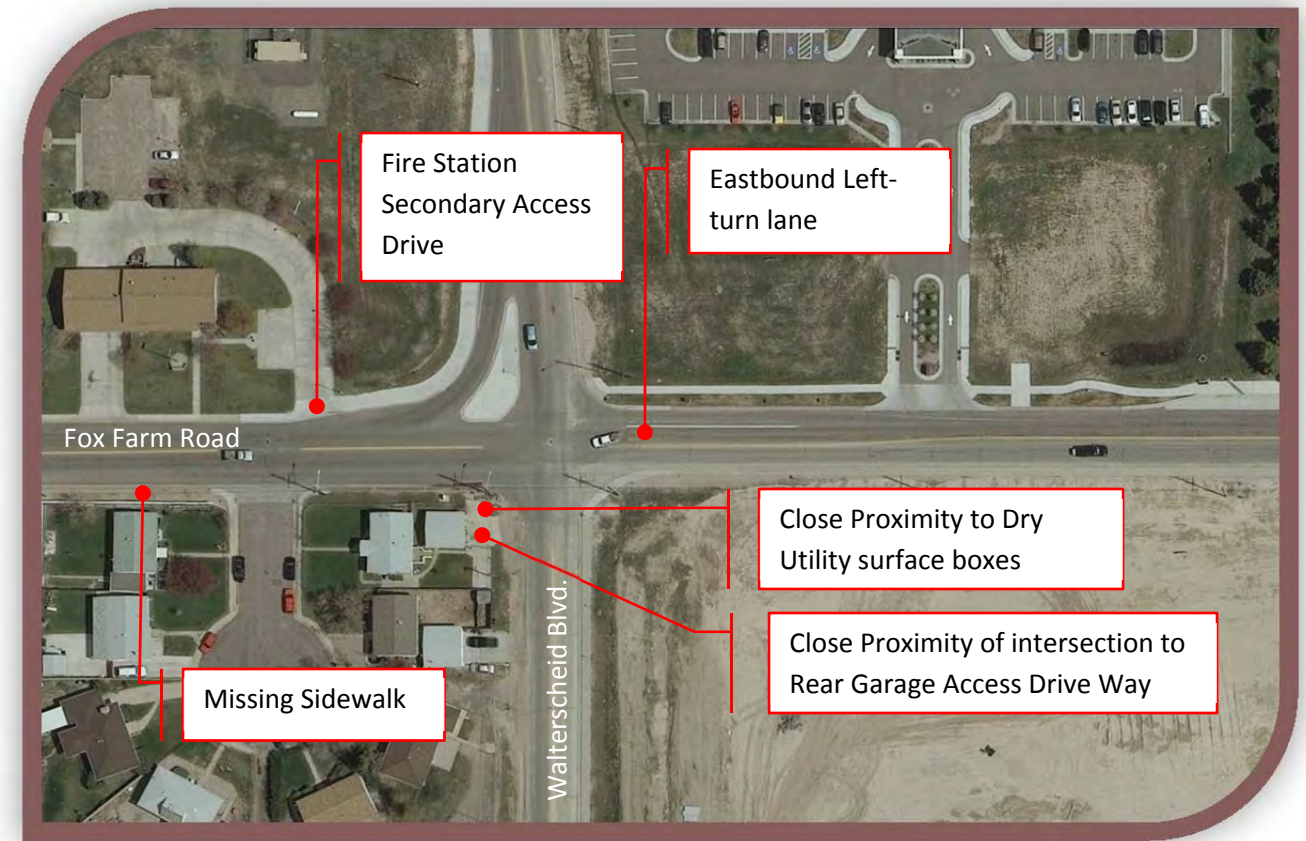 Fire Station
Secondary Access
Drive
Eastbound Left-
turn lane
Fox Farm Road
Close Proximity to Dry
Utility surface boxes
Close Proximity of intersection to
Rear Garage Access Drive Way
Missing Sidewalk
Walterscheid Blvd.